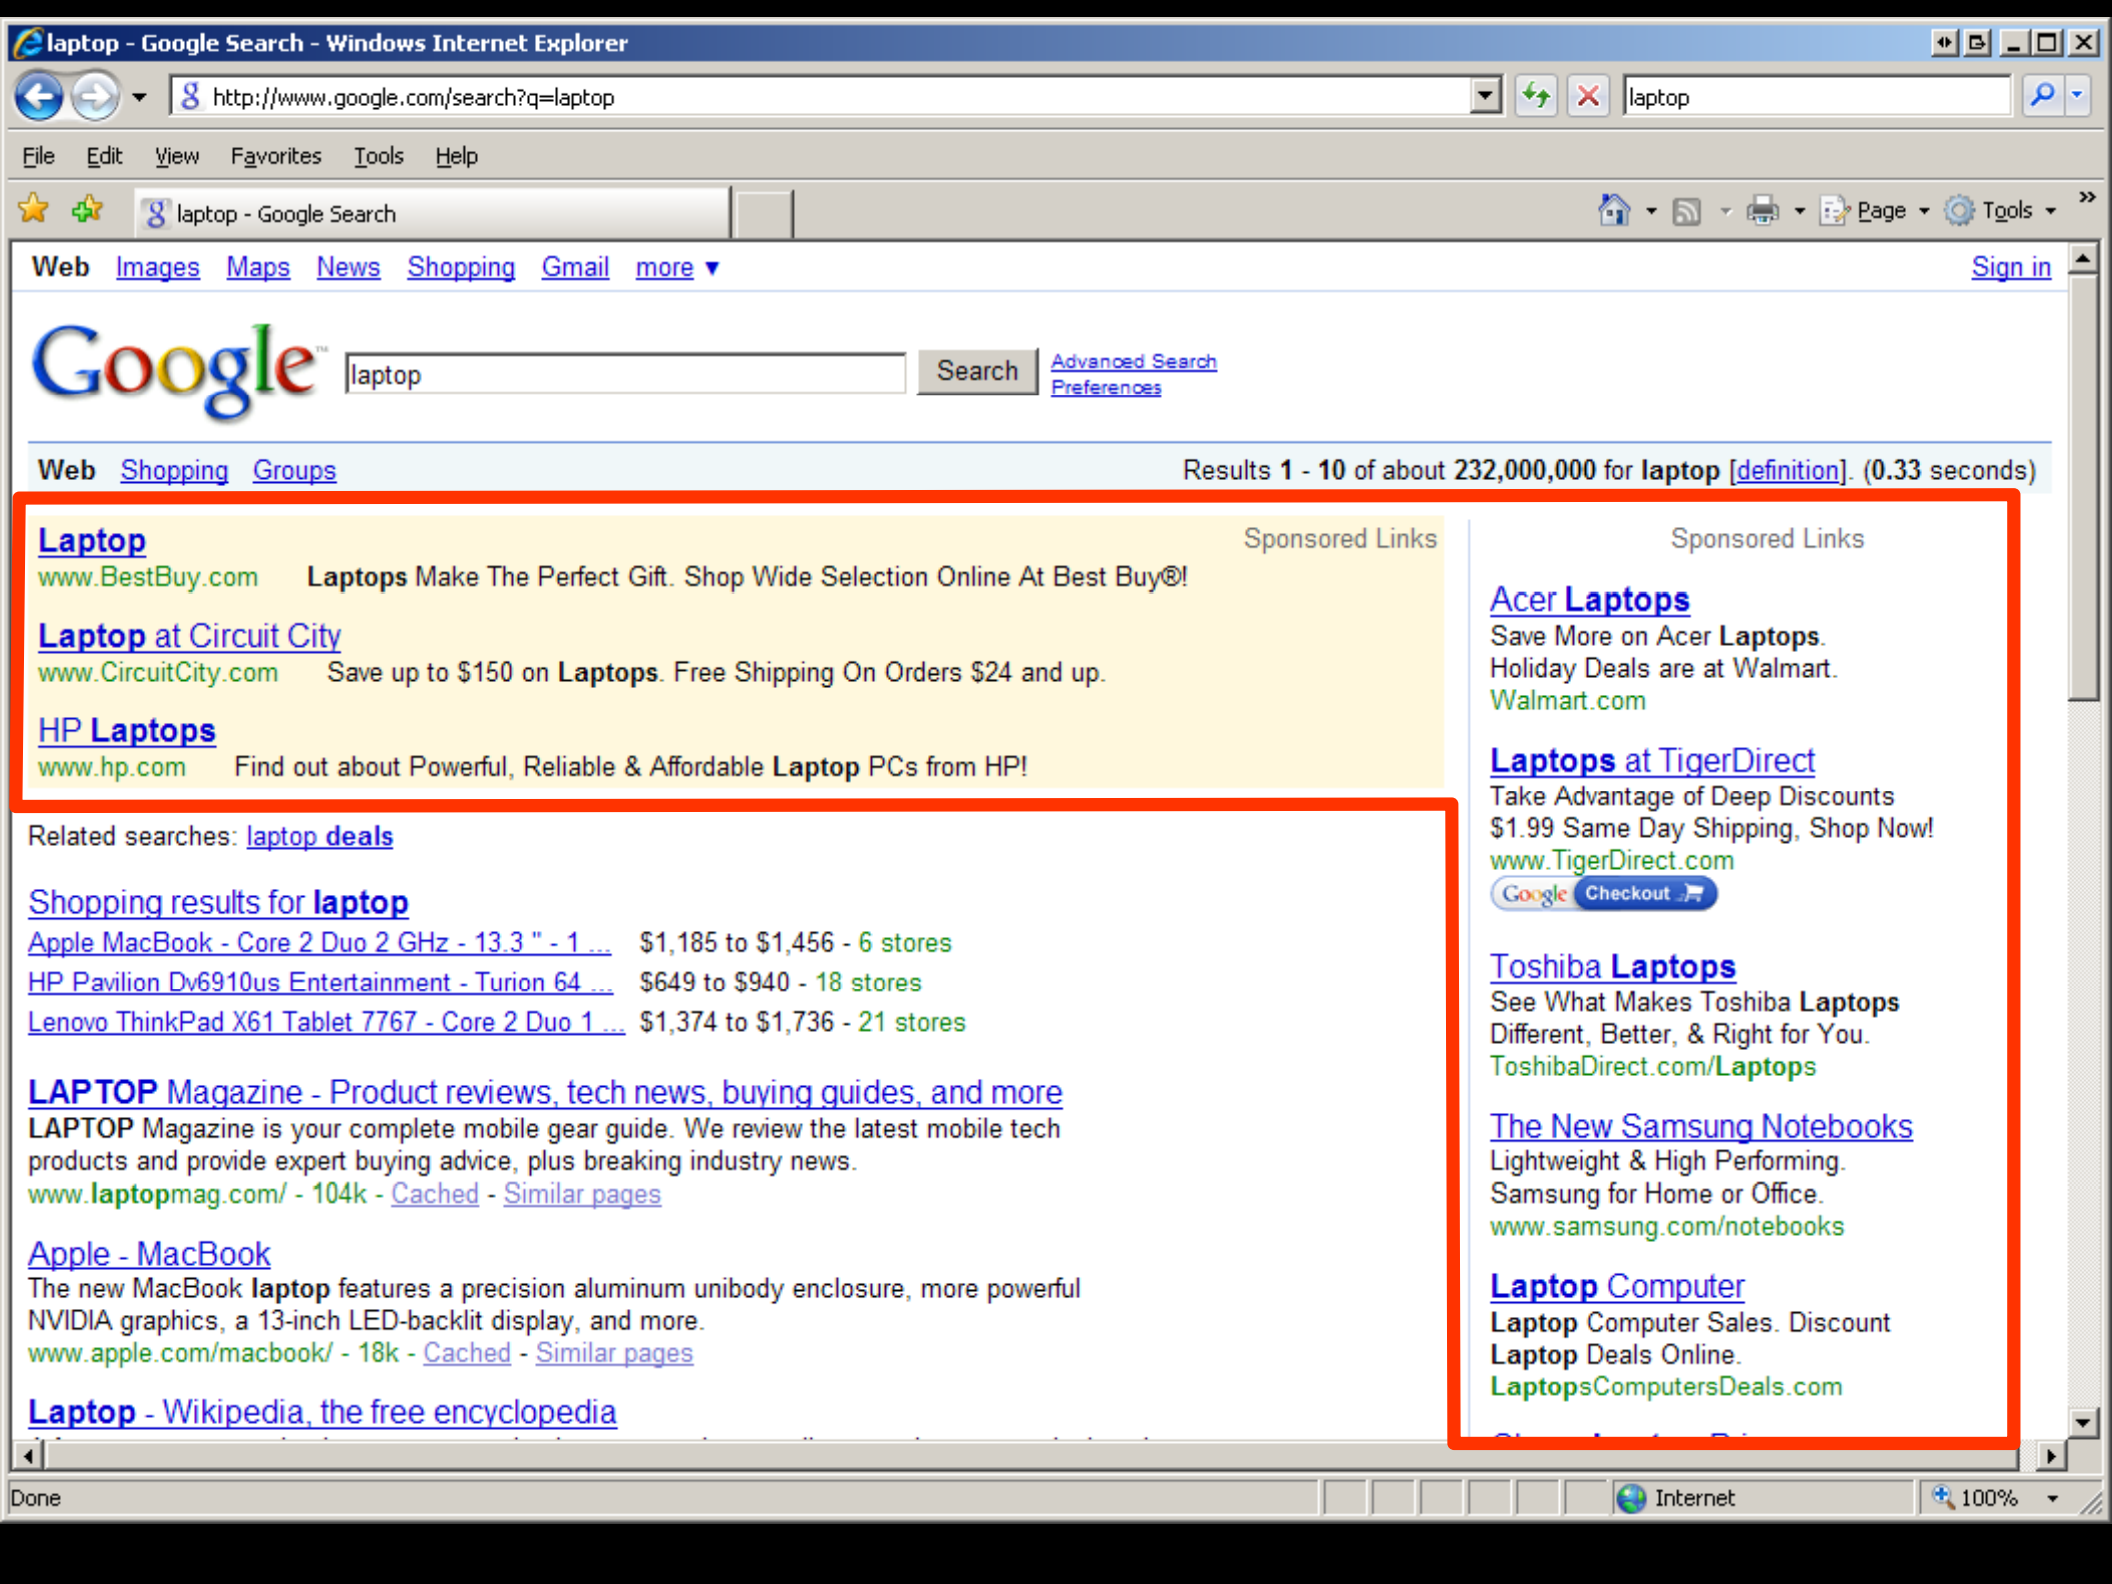 laptop - Google Search - Windows Internet Explorer
http://www.google.com/search?q=laptop
laptop
File Edit View Favorites Tools Help
laptop - Google Search
Page Tools »
Web Images Maps News Shopping Gmail more ▼
Sign in
Google™
laptop
Search
Advanced Search
Preferences
Web Shopping Groups
Results 1 - 10 of about 232,000,000 for laptop [definition]. (0.33 seconds)
Sponsored Links
Laptop
www.BestBuy.com Laptops Make The Perfect Gift. Shop Wide Selection Online At Best Buy®!
Laptop at Circuit City
www.CircuitCity.com Save up to $150 on Laptops. Free Shipping On Orders $24 and up.
HP Laptops
www.hp.com Find out about Powerful, Reliable & Affordable Laptop PCs from HP!
Related searches: laptop deals
Shopping results for laptop
Apple MacBook - Core 2 Duo 2 GHz - 13.3 " - 1 ... $1,185 to $1,456 - 6 stores
HP Pavilion Dv6910us Entertainment - Turion 64 ... $649 to $940 - 18 stores
Lenovo ThinkPad X61 Tablet 7767 - Core 2 Duo 1 ... $1,374 to $1,736 - 21 stores
LAPTOP Magazine - Product reviews, tech news, buying guides, and more
LAPTOP Magazine is your complete mobile gear guide. We review the latest mobile tech
products and provide expert buying advice, plus breaking industry news.
www.laptopmag.com/ - 104k - Cached - Similar pages
Apple - MacBook
The new MacBook laptop features a precision aluminum unibody enclosure, more powerful
NVIDIA graphics, a 13-inch LED-backlit display, and more.
www.apple.com/macbook/ - 18k - Cached - Similar pages
Laptop - Wikipedia, the free encyclopedia
Sponsored Links
Acer Laptops
Save More on Acer Laptops.
Holiday Deals are at Walmart.
Walmart.com
Laptops at TigerDirect
Take Advantage of Deep Discounts
$1.99 Same Day Shipping, Shop Now!
www.TigerDirect.com
Google Checkout
Toshiba Laptops
See What Makes Toshiba Laptops
Different, Better, & Right for You.
ToshibaDirect.com/Laptops
The New Samsung Notebooks
Lightweight & High Performing.
Samsung for Home or Office.
www.samsung.com/notebooks
Laptop Computer
Laptop Computer Sales. Discount
Laptop Deals Online.
LaptopsComputersDeals.com
Done
Internet
100%